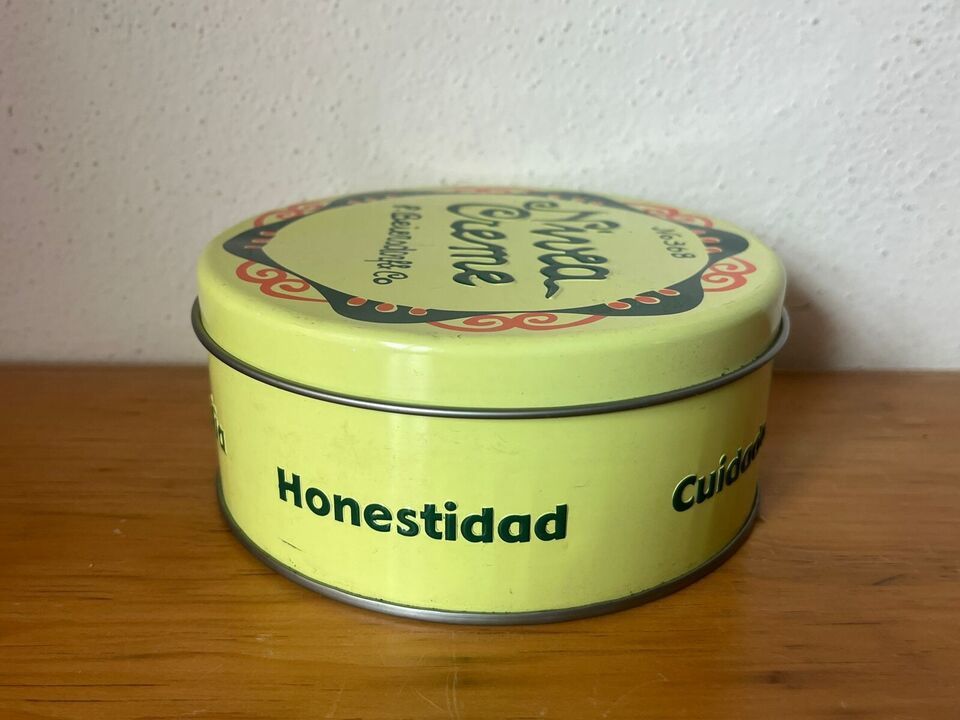 No.368
Nivea
Creme
P. Beiersdorf & Co
Honestidad